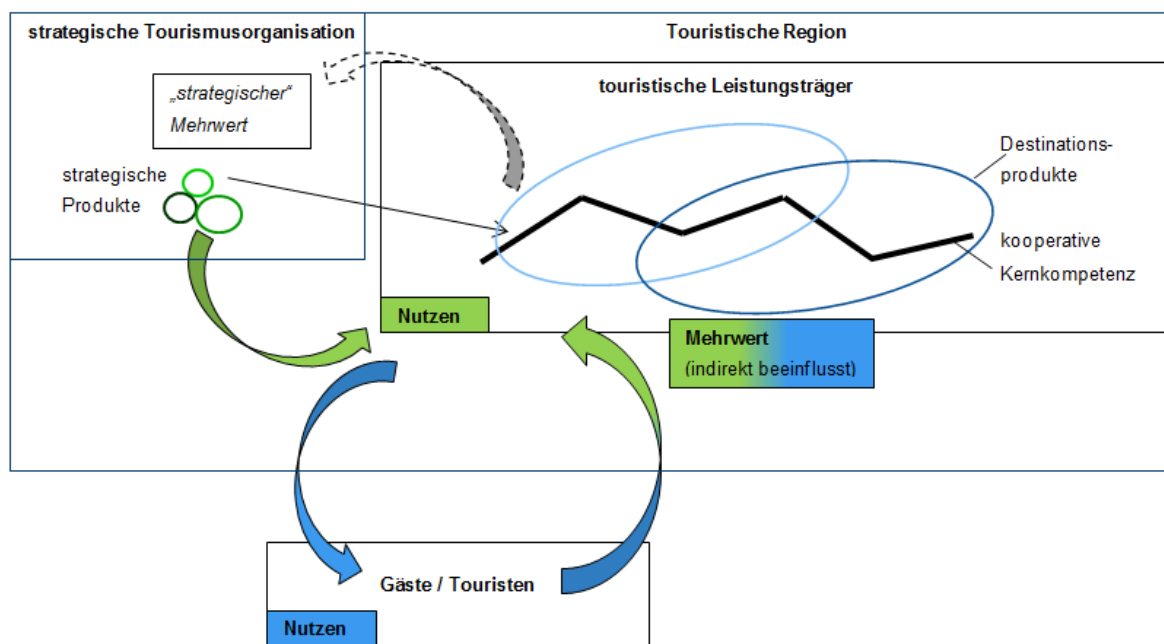 strategische Tourismusorganisation
Touristische Region
touristische Leistungsträger
„strategischer“
Mehrwert
strategische
Produkte
Destinations-
produkte
kooperative
Kernkompetenz
Nutzen
Mehrwert
(indirekt beeinflusst)
Gäste / Touristen
Nutzen